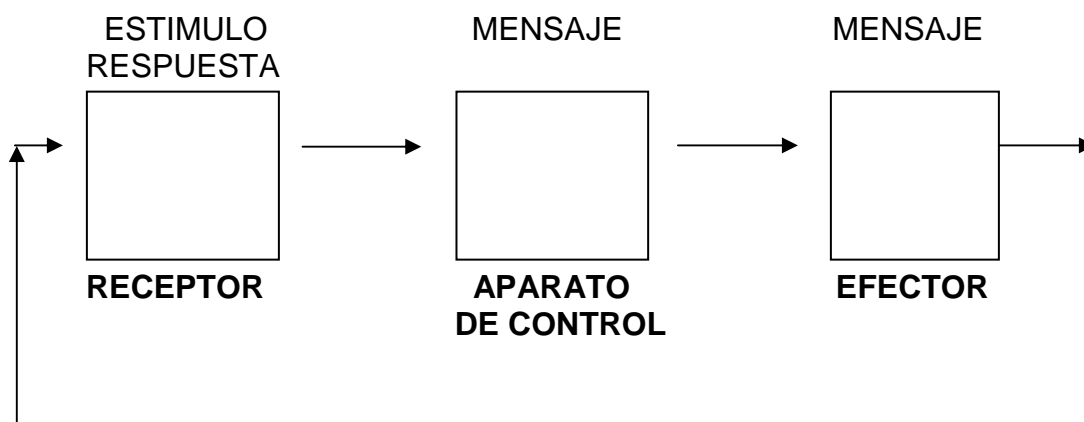 ESTIMULO
RESPUESTA
MENSAJE
MENSAJE
RECEPTOR
APARATO
DE CONTROL
EFECTOR